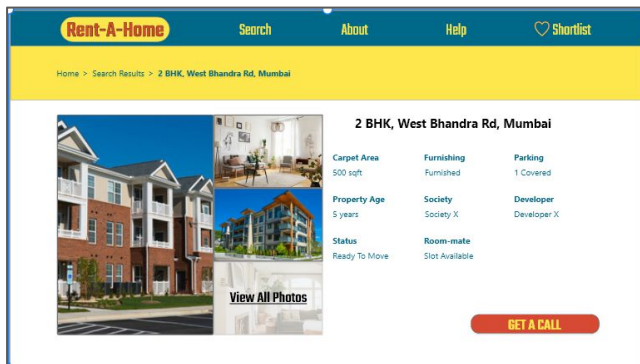 Rent-A-Home Search About Help Shortlist
Home > Search Results > 2 BHK, West Bhandra Rd, Mumbai
2 BHK, West Bhandra Rd, Mumbai
Carpet Area Furnishing Parking
500 sqft Furnished 1 Covered
Property Age Society Developer
5 years Society X Developer X
Status Room-mate
Ready To Move Slot Available
View All Photos
GET A CALL